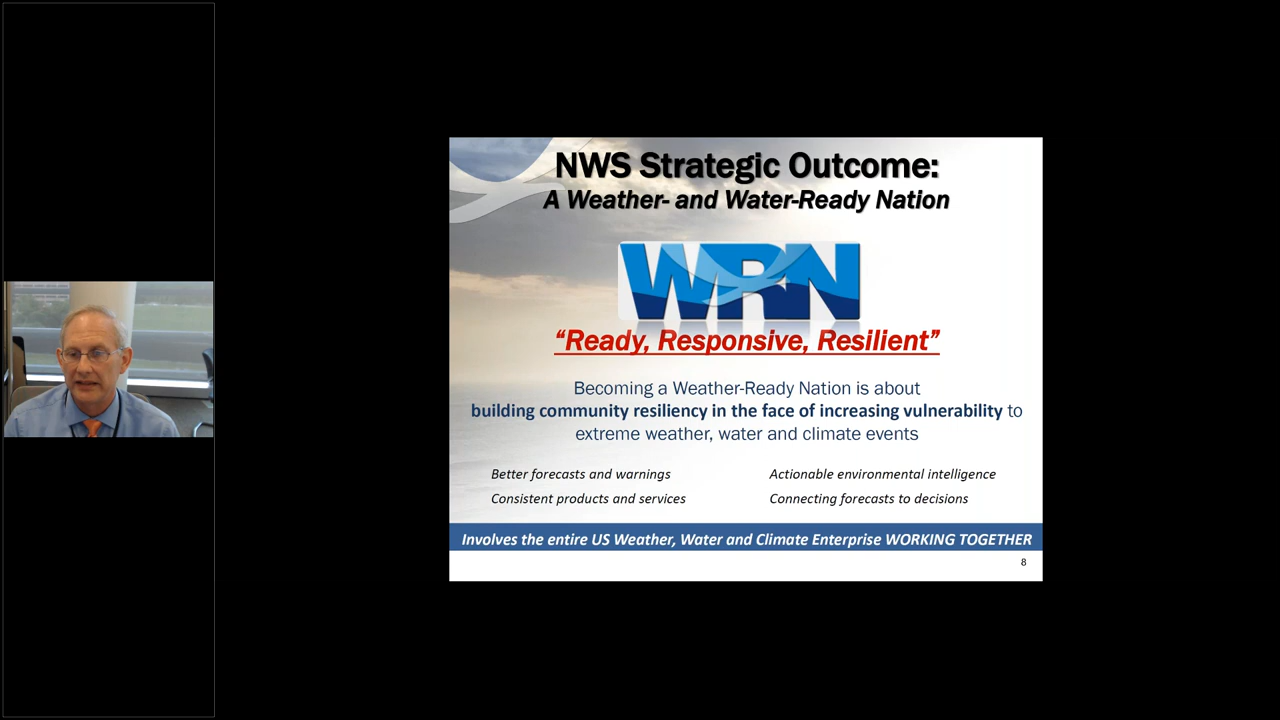 NWS Strategic Outcome:
A Weather- and Water-Ready Nation
WRN
“Ready, Responsive, Resilient”
Becoming a Weather-Ready Nation is about
building community resiliency in the face of increasing vulnerability to
extreme weather, water and climate events
Better forecasts and warnings
Consistent products and services
Actionable environmental intelligence
Connecting forecasts to decisions
Involves the entire US Weather, Water and Climate Enterprise WORKING TOGETHER
8